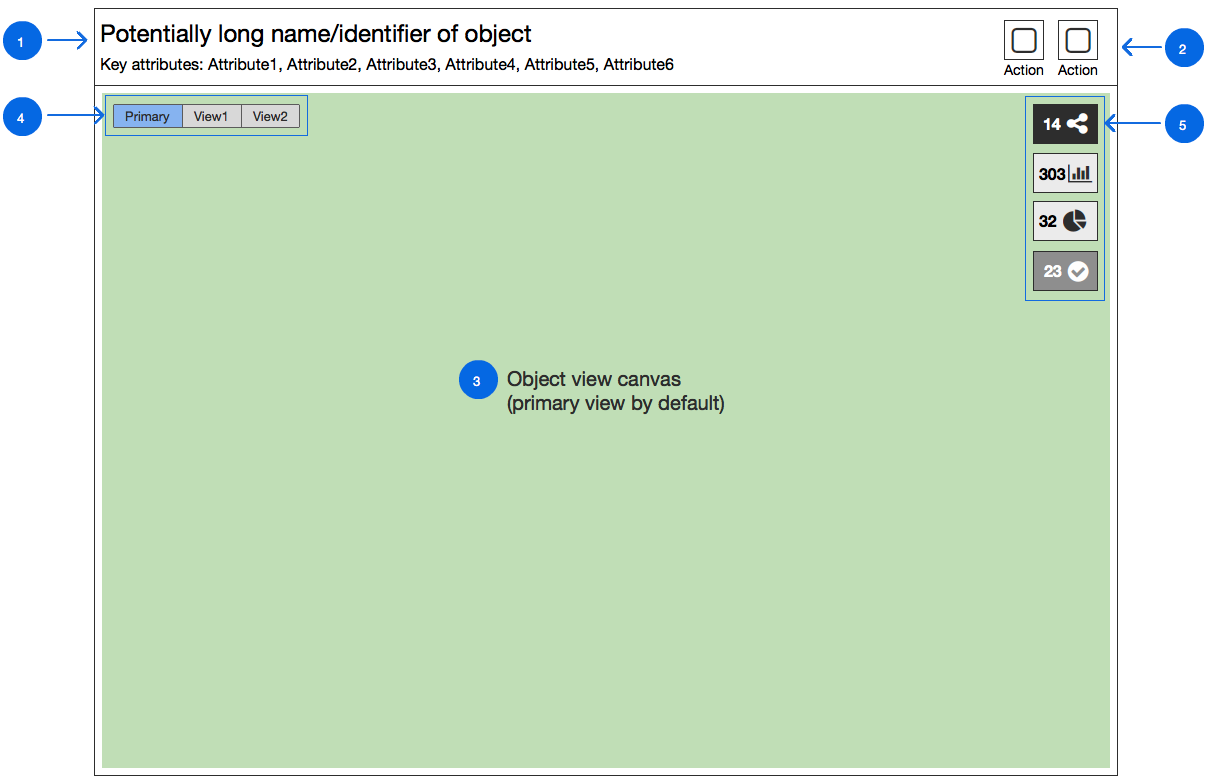 1
Potentially long name/identifier of object
Key attributes: Attribute1, Attribute2, Attribute3, Attribute4, Attribute5, Attribute6
Action
Action
2
4
Primary
View1
View2
14
5
303
32
23
3
Object view canvas
(primary view by default)